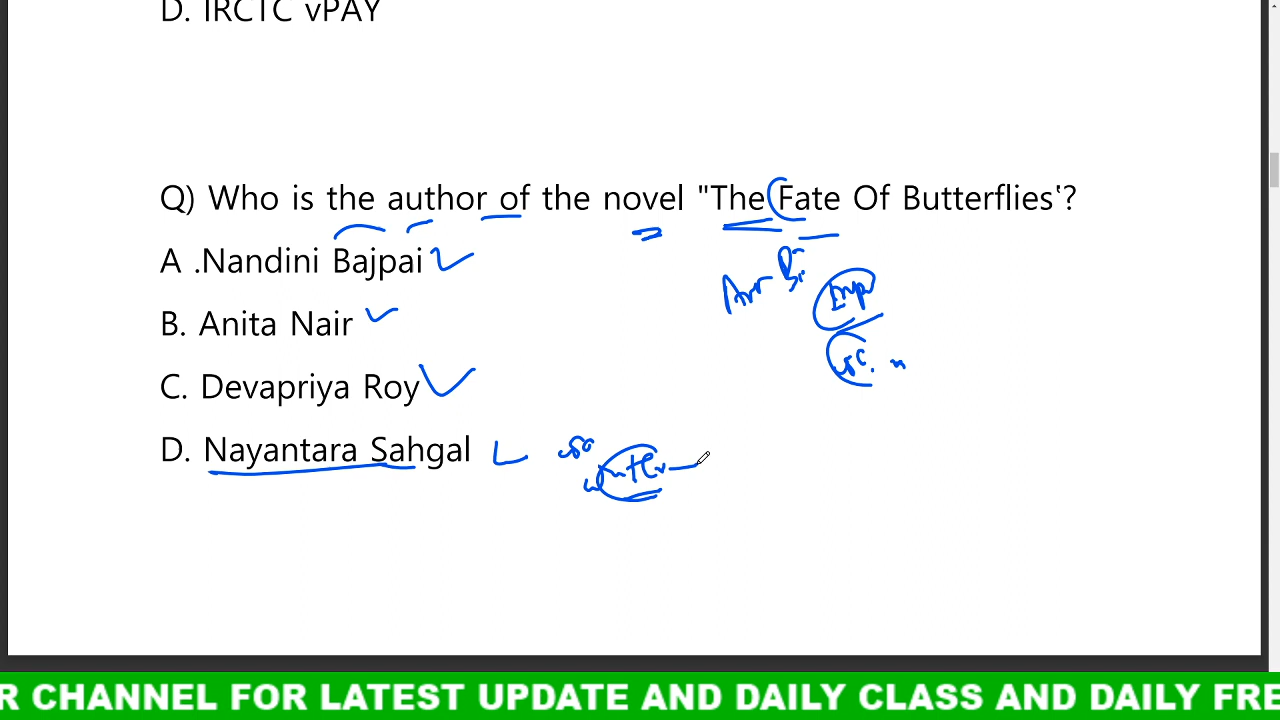 D. IRCTC vPAY
Q) Who is the author of the novel "The Fate Of Butterflies'?
A .Nandini Bajpai
B. Anita Nair
C. Devapriya Roy
D. Nayantara Sahgal
R CHANNEL FOR LATEST UPDATE AND DAILY CLASS AND DAILY FRE